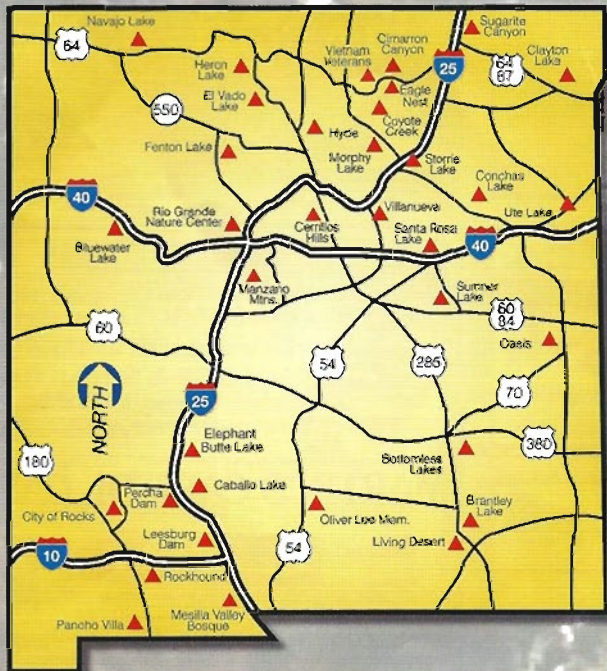 Navajo Lake
Sugarite
Canyon
64
Heron
Lake
Vietnam
Veterans
Cimarron
Canyon
25
64
87
Clayton
Lake
El Vado
Lake
Eagle
Nest
550
Hyde
Coyote
Creek
Fenton Lake
Morphy
Lake
Storrie
Lake
Conchas
Lake
40
Rio Grande
Nature Center
Villanueva
Ute Lake
Bluewater
Lake
Cerrillos
Hills
Santa Rosa
Lake
40
Manzano
Mtns.
Sumner
Lake
60
84
60
Oasis
54
285
70
NORTH
25
180
Elephant
Butte Lake
Bottomless
Lakes
380
Percha
Dam
Caballo Lake
City of Rocks
Oliver Lee Mem.
Brantley
Lake
Leesburg
Dam
54
Living Desert
10
Rockhound
Mesilla Valley
Bosque
Pancho Villa